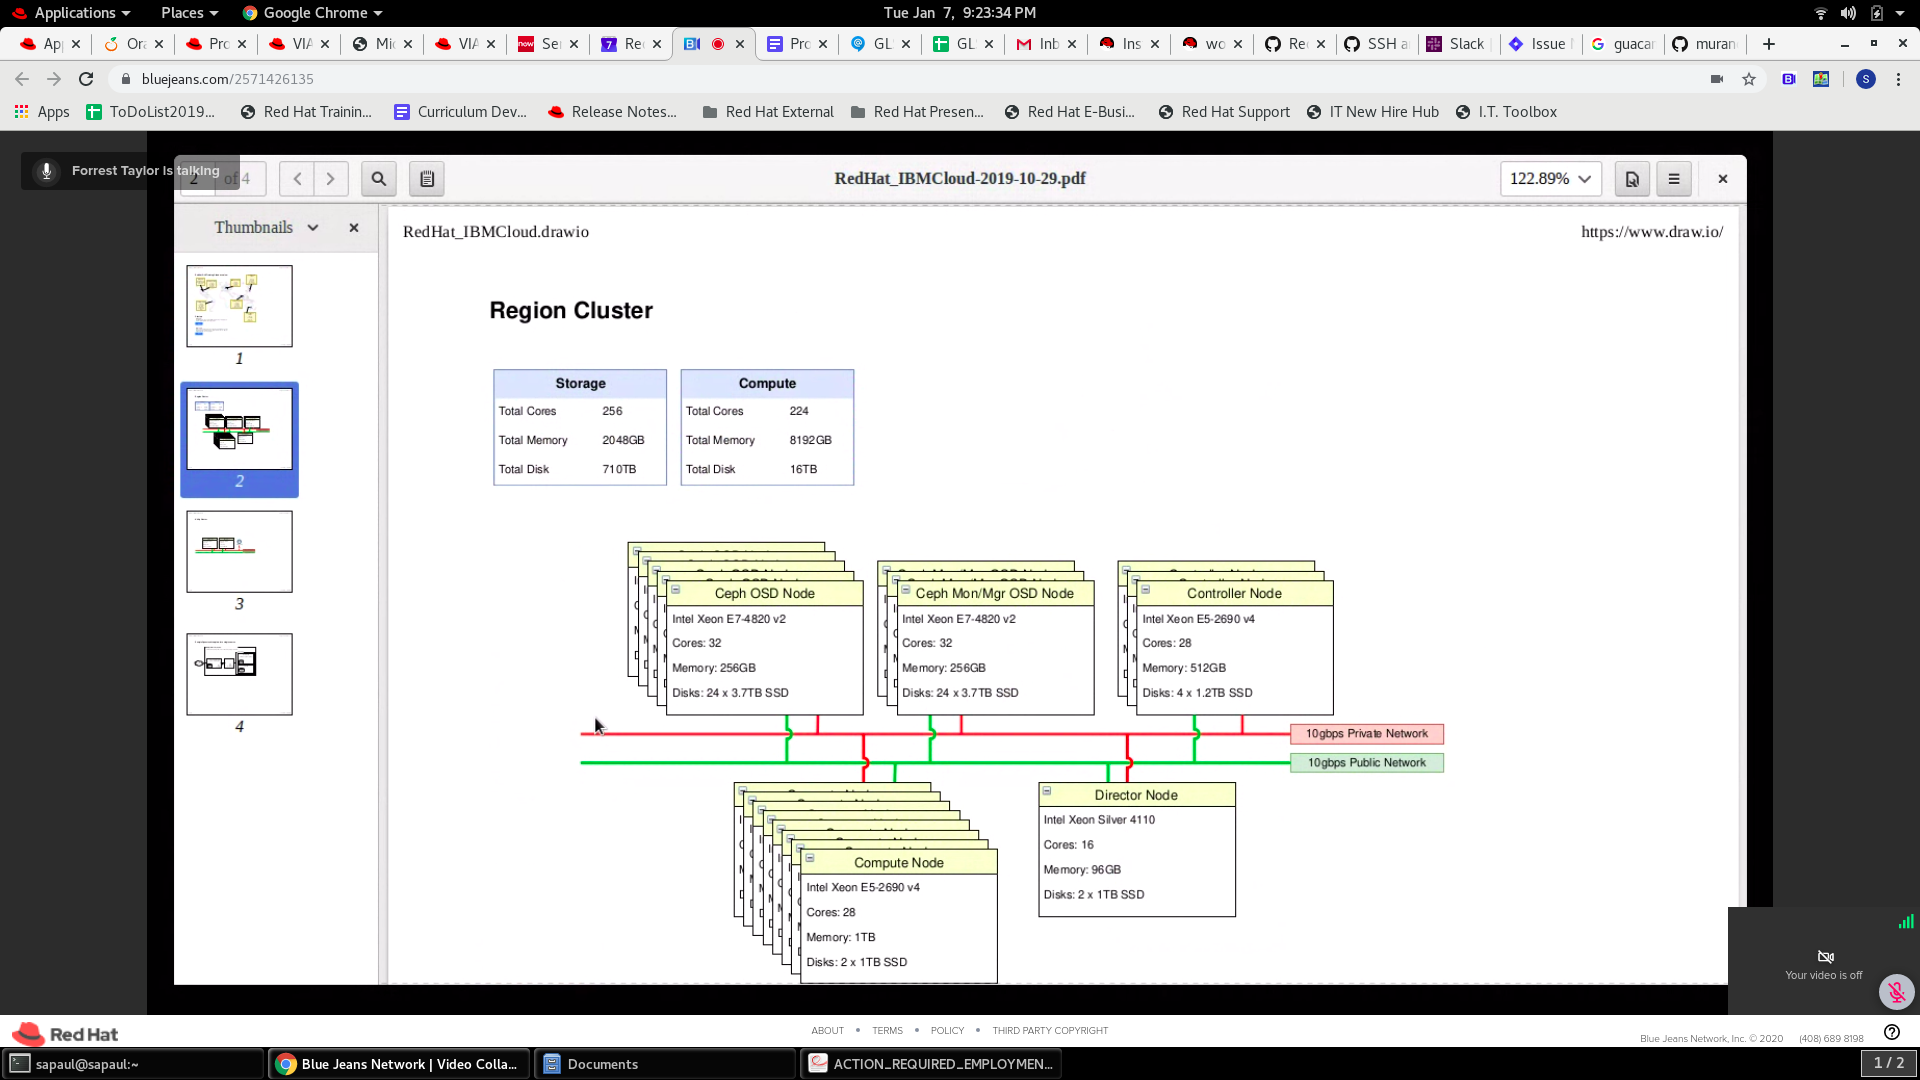 Applications Places Google Chrome Tue Jan 7, 9:23:34 PM
Ap Ora Pro VIA Mi VIA now Ser 7 Re B Pro GL GL Inb Ins wo Re SSH a Slack Issue guaca muran
bluejeans.com/2571426135 S
Apps ToDoList2019... Red Hat Trainin... Curriculum Dev... Release Notes... Red Hat External Red Hat Presen... Red Hat E-Busi... Red Hat Support IT New Hire Hub I.T. Toolbox
Forrest Taylor is talking
2 of 4 RedHat_IBMCloud-2019-10-29.pdf 122.89%
Thumbnails
1
2
3
4
RedHat_IBMCloud.drawio https://www.draw.io/
Region Cluster
Storage
Total Cores 256
Total Memory 2048GB
Total Disk 710TB
Compute
Total Cores 224
Total Memory 8192GB
Total Disk 16TB
Ceph OSD Node
Intel Xeon E7-4820 v2
Cores: 32
Memory: 256GB
Disks: 24 x 3.7TB SSD
Ceph Mon/Mgr OSD Node
Intel Xeon E7-4820 v2
Cores: 32
Memory: 256GB
Disks: 24 x 3.7TB SSD
Controller Node
Intel Xeon E5-2690 v4
Cores: 28
Memory: 512GB
Disks: 4 x 1.2TB SSD
10gbps Private Network
10gbps Public Network
Compute Node
Intel Xeon E5-2690 v4
Cores: 28
Memory: 1TB
Disks: 2 x 1TB SSD
Director Node
Intel Xeon Silver 4110
Cores: 16
Memory: 96GB
Disks: 2 x 1TB SSD
Your video is off
Red Hat
ABOUT • TERMS • POLICY • THIRD PARTY COPYRIGHT
Blue Jeans Network, Inc. © 2020 (408) 689 8198
sapaul@sapaul:~ Blue Jeans Network | Video Colla... Documents ACTION_REQUIRED_EMPLOYMEN... 1 / 2